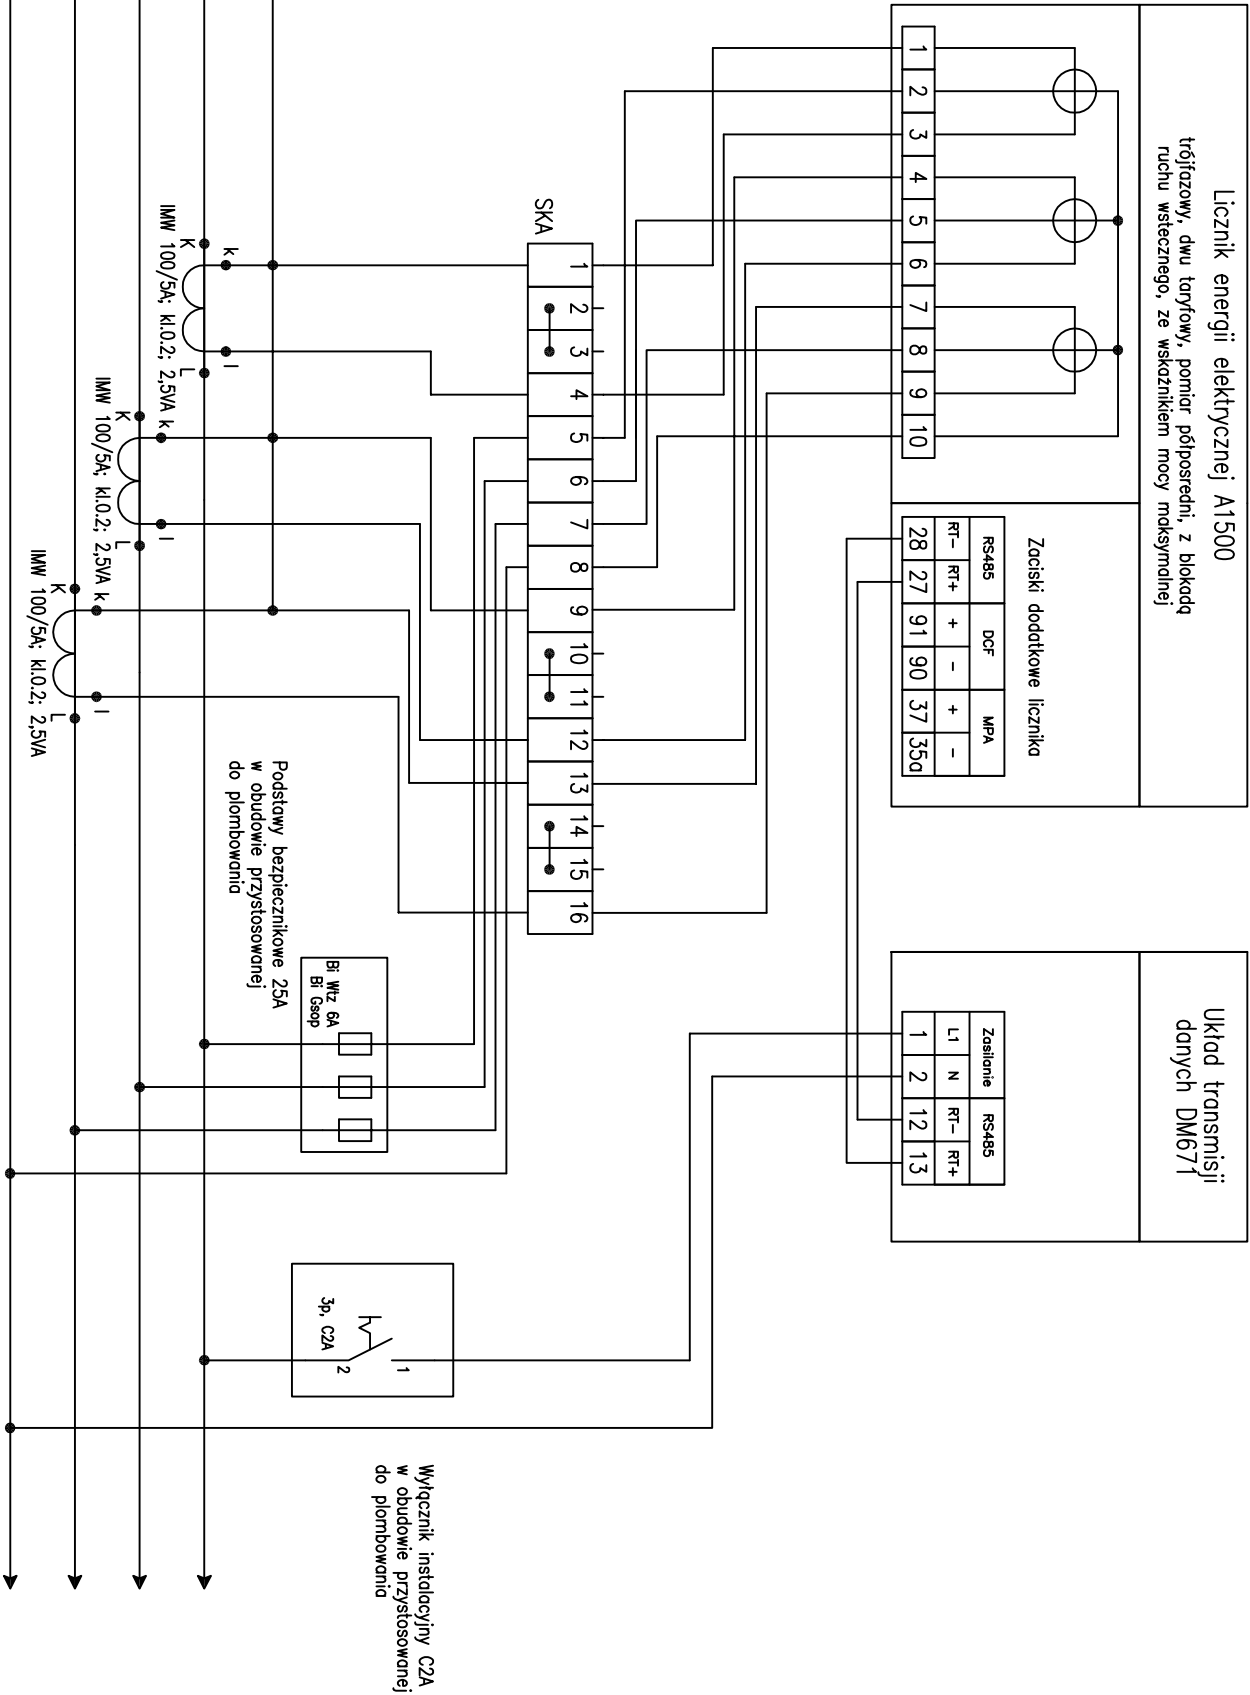 Licznik energii elektrycznej A1500
trójfazowy, dwu taryfowy, pomiar półposredni, z blokadą
ruchu wstecznego, ze wskaźnikiem mocy maksymalnej
1 2 3 4 5 6 7 8 9 10
Zaciski dodatkowe licznika
RS485 DCF MPA
RT- RT+ + - + -
28 27 91 90 37 35a
Układ transmisji
danych DM671
Zasilanie RS485
L1 N RT- RT+
1 2 12 13
SKA
1 2 3 4 5 6 7 8 9 10 11 12 13 14 15 16
k l
K L
IMW 100/5A; kl.0.2; 2,5VA
k l
K L
IMW 100/5A; kl.0.2; 2,5VA
k l
K L
IMW 100/5A; kl.0.2; 2,5VA
Podstawy bezpiecznikowe 25A
w obudowie przystosowanej
do plombowania
Bi Wtz 6A
Bi Gsop
3p, C2A
1
2
Wyłącznik instalacyjny C2A
w obudowie przystosowanej
do plombowania